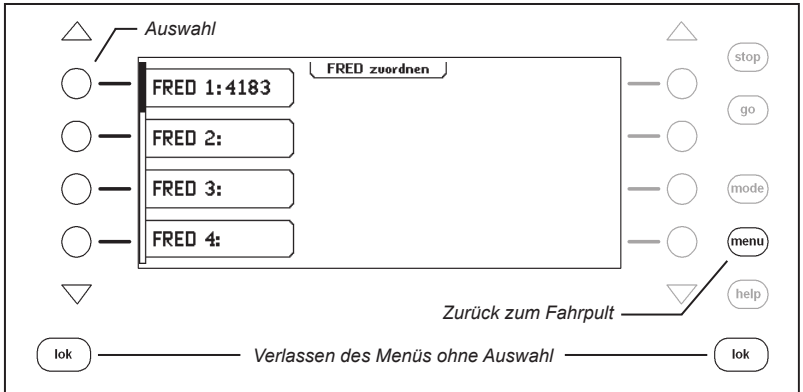 Auswahl
FRED zuordnen
stop
FRED 1:4183
go
FRED 2:
FRED 3:
mode
FRED 4:
menu
help
Zurück zum Fahrpult
lok
Verlassen des Menüs ohne Auswahl
lok